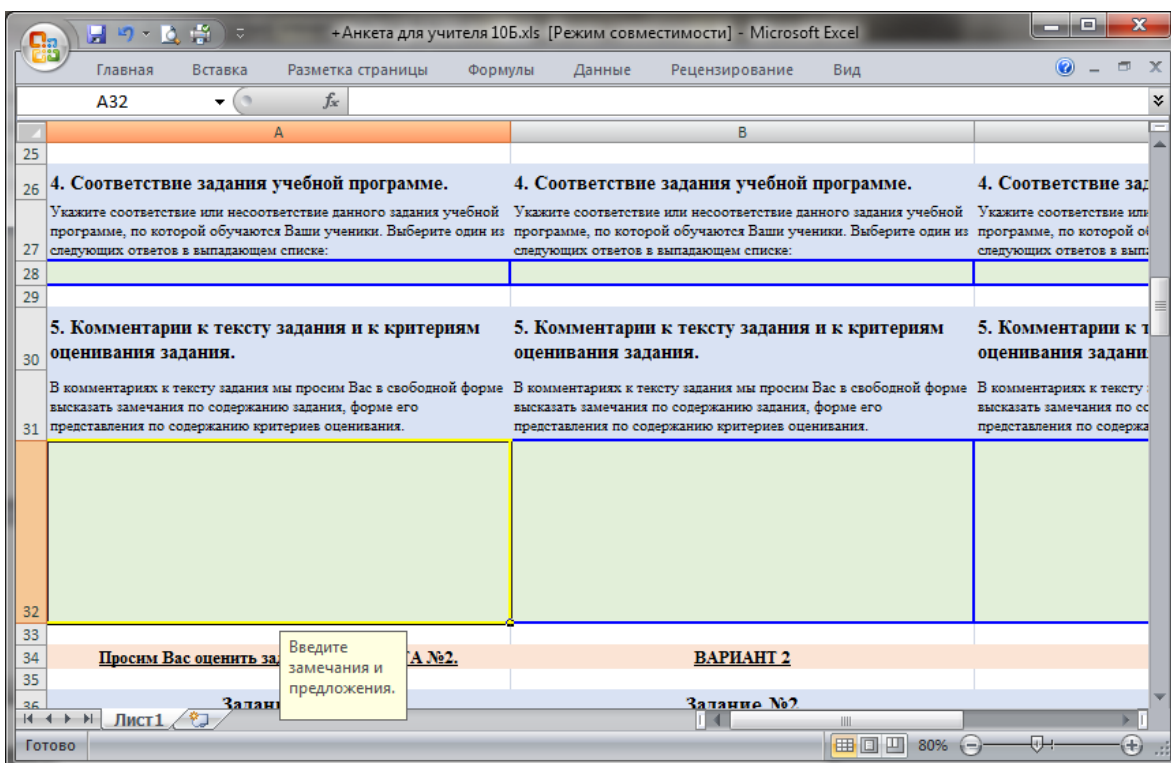 +Анкета для учителя 10Б.xls [Режим совместимости] - Microsoft Excel
Главная Вставка Разметка страницы Формулы Данные Рецензирование Вид
A32 fx
A B
25
26 4. Соответствие задания учебной программе. 4. Соответствие задания учебной программе. 4. Соответствие
Укажите соответствие или несоответствие данного задания учебной Укажите соответствие или несоответствие данного задания учебной Укажите соответствие или
программе, по которой обучаются Ваши ученики. Выберите один из программе, по которой обучаются Ваши ученики. Выберите один из программе, по которой
27 следующих ответов в выпадающем списке: следующих ответов в выпадающем списке: следующих ответов в
28
29
5. Комментарии к тексту задания и к критериям 5. Комментарии к тексту задания и к критериям 5. Комментарии к
30 оценивания задания. оценивания задания. оценивания
В комментариях к тексту задания мы просим Вас в свободной форме В комментариях к тексту задания мы просим Вас в свободной форме В комментариях к тексту
высказать замечания по содержанию задания, форме его высказать замечания по содержанию задания, форме его высказать замечания по
31 представления по содержанию критериев оценивания. представления по содержанию критериев оценивания. представления по
32
33
34 Просим Вас оценить ТА №2. ВАРИАНТ 2
Введите
замечания и
предложения.
35
36 Задание №2
Лист1
Готово 80%